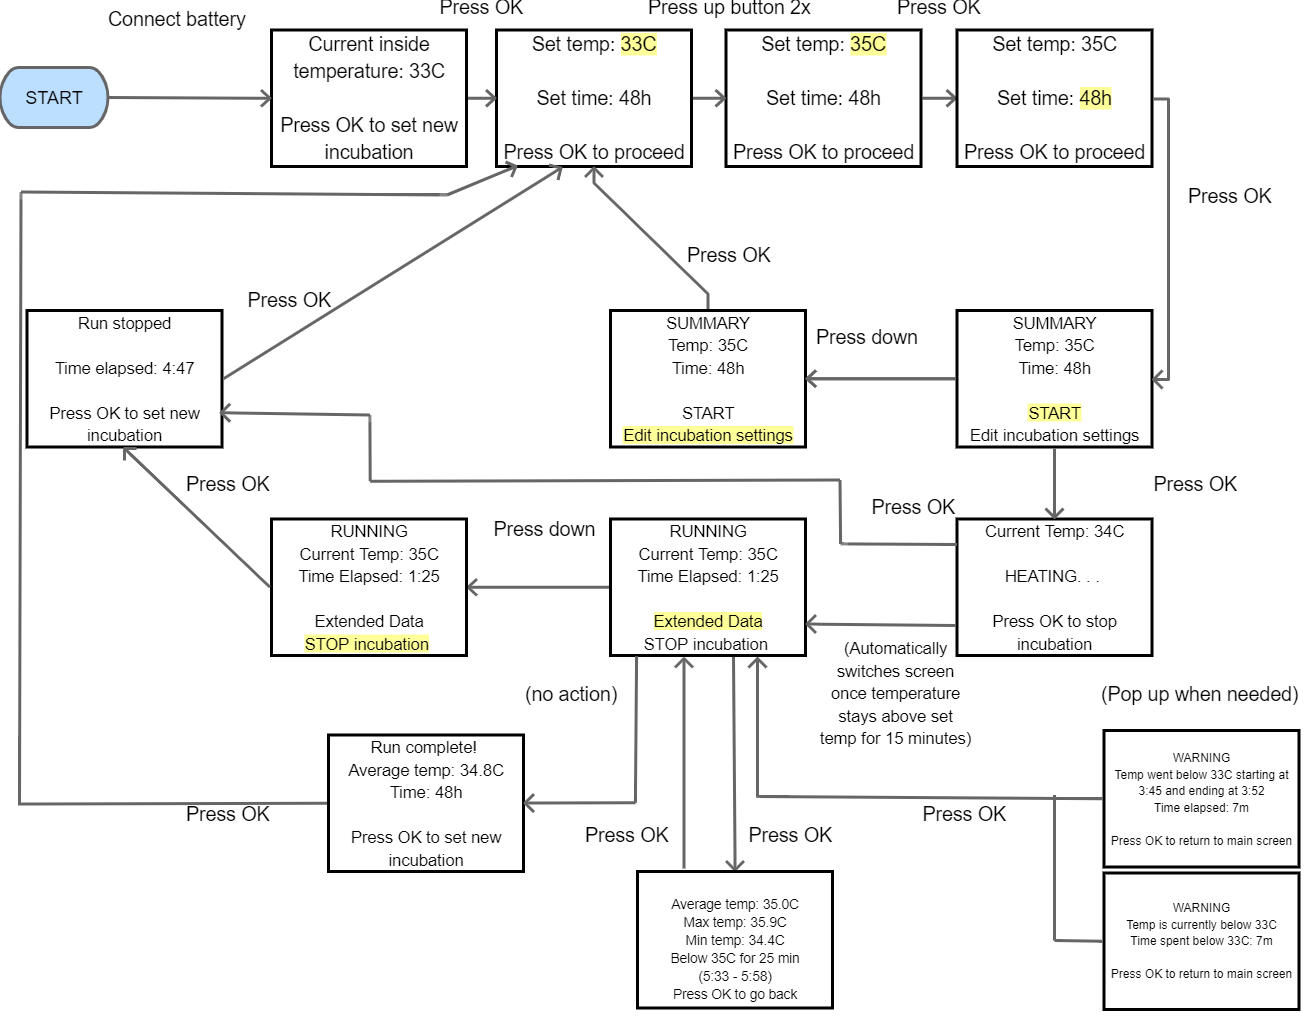 Connect battery
Press OK
Press up button 2x
Press OK
START
Current inside
temperature: 33C
Press OK to set new
incubation
Set temp: 33C
Set time: 48h
Press OK to proceed
Set temp: 35C
Set time: 48h
Press OK to proceed
Set temp: 35C
Set time: 48h
Press OK to proceed
Press OK
Press OK
Press OK
Run stopped
Time elapsed: 4:47
Press OK to set new
incubation
SUMMARY
Temp: 35C
Time: 48h
START
Edit incubation settings
Press down
SUMMARY
Temp: 35C
Time: 48h
START
Edit incubation settings
Press OK
Press OK
Press OK
RUNNING
Current Temp: 35C
Time Elapsed: 1:25
Extended Data
STOP incubation
Press down
RUNNING
Current Temp: 35C
Time Elapsed: 1:25
Extended Data
STOP incubation
Current Temp: 34C
HEATING. . .
Press OK to stop
incubation
(Automatically
switches screen
once temperature
stays above set
temp for 15 minutes)
(no action)
(Pop up when needed)
Run complete!
Average temp: 34.8C
Time: 48h
Press OK to set new
incubation
Press OK
Press OK
Press OK
Press OK
WARNING
Temp went below 33C starting at
3:45 and ending at 3:52
Time elapsed: 7m
Press OK to return to main screen
Average temp: 35.0C
Max temp: 35.9C
Min temp: 34.4C
Below 35C for 25 min
(5:33 - 5:58)
Press OK to go back
WARNING
Temp is currently below 33C
Time spent below 33C: 7m
Press OK to return to main screen